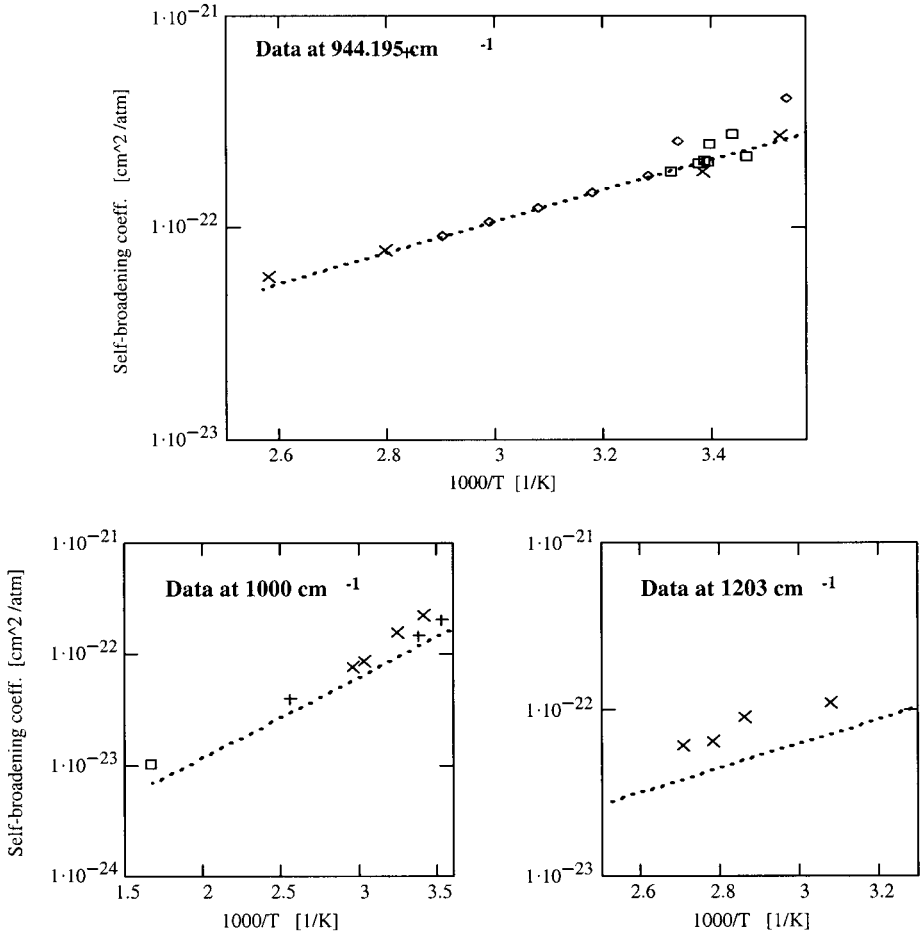 1·10−21
Data at 944.195 cm -1
Self-broadening coeff. [cm^2 /atm]
1·10−22
1·10−23
2.6 2.8 3 3.2 3.4
1000/T [1/K]
1·10−21
Data at 1000 cm -1
Self-broadening coeff. [cm^2 /atm]
1·10−22
1·10−23
1·10−24
1.5 2 2.5 3 3.5
1000/T [1/K]
1·10−21
Data at 1203 cm -1
1·10−22
1·10−23
2.6 2.8 3 3.2
1000/T [1/K]